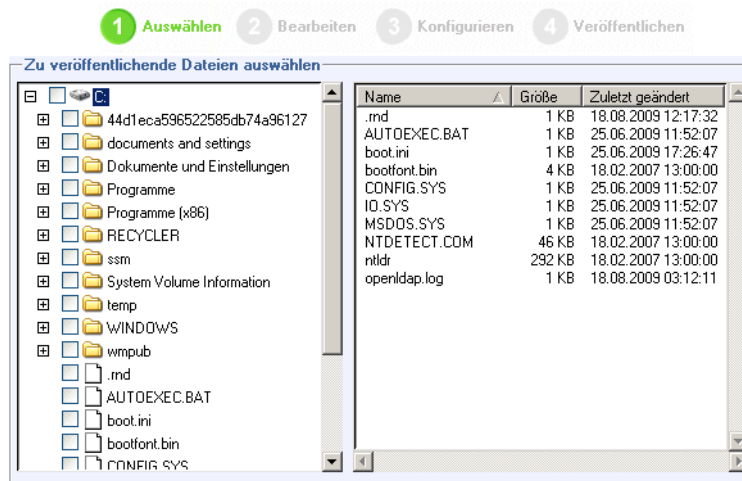 1 Auswählen 2 Bearbeiten 3 Konfigurieren 4 Veröffentlichen
Zu veröffentlichende Dateien auswählen
C:
44d1eca596522585db74a96127
documents and settings
Dokumente und Einstellungen
Programme
Programme (x86)
RECYCLER
ssm
System Volume Information
temp
WINDOWS
wmpub
.rnd
AUTOEXEC.BAT
boot.ini
bootfont.bin
CONFIG.SYS
Name Größe Zuletzt geändert
.rnd 1 KB 18.08.2009 12:17:32
AUTOEXEC.BAT 1 KB 25.06.2009 11:52:07
boot.ini 1 KB 25.06.2009 17:26:47
bootfont.bin 4 KB 18.02.2007 13:00:00
CONFIG.SYS 1 KB 25.06.2009 11:52:07
IO.SYS 1 KB 25.06.2009 11:52:07
MSDOS.SYS 1 KB 25.06.2009 11:52:07
NTDETECT.COM 46 KB 18.02.2007 13:00:00
ntldr 292 KB 18.02.2007 13:00:00
openldap.log 1 KB 18.08.2009 03:12:11